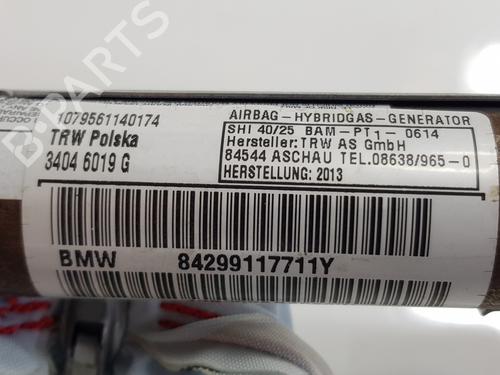 B-PARTS
1079561140174
TRW Polska
3404 6019 G
AIRBAG - HYBRIDGAS - GENERATOR
SHI 40/25 BAM-PT1- 0614
Hersteller: TRW AS GmbH
84544 ASCHAU TEL.08638/965-0
HERSTELLUNG: 2013
BMW 84299117711Y